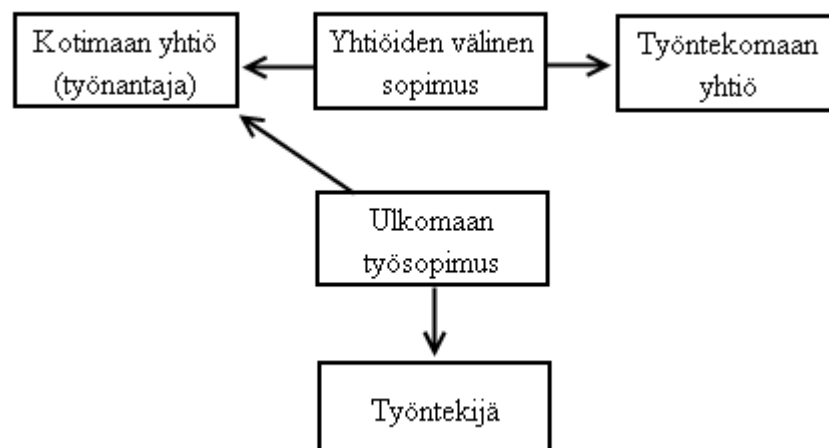 Kotimaan yhtiö
(työnantaja)
Yhtiöiden välinen
sopimus
Työntekomaan
yhtiö
Ulkomaan
työsopimus
Työntekijä